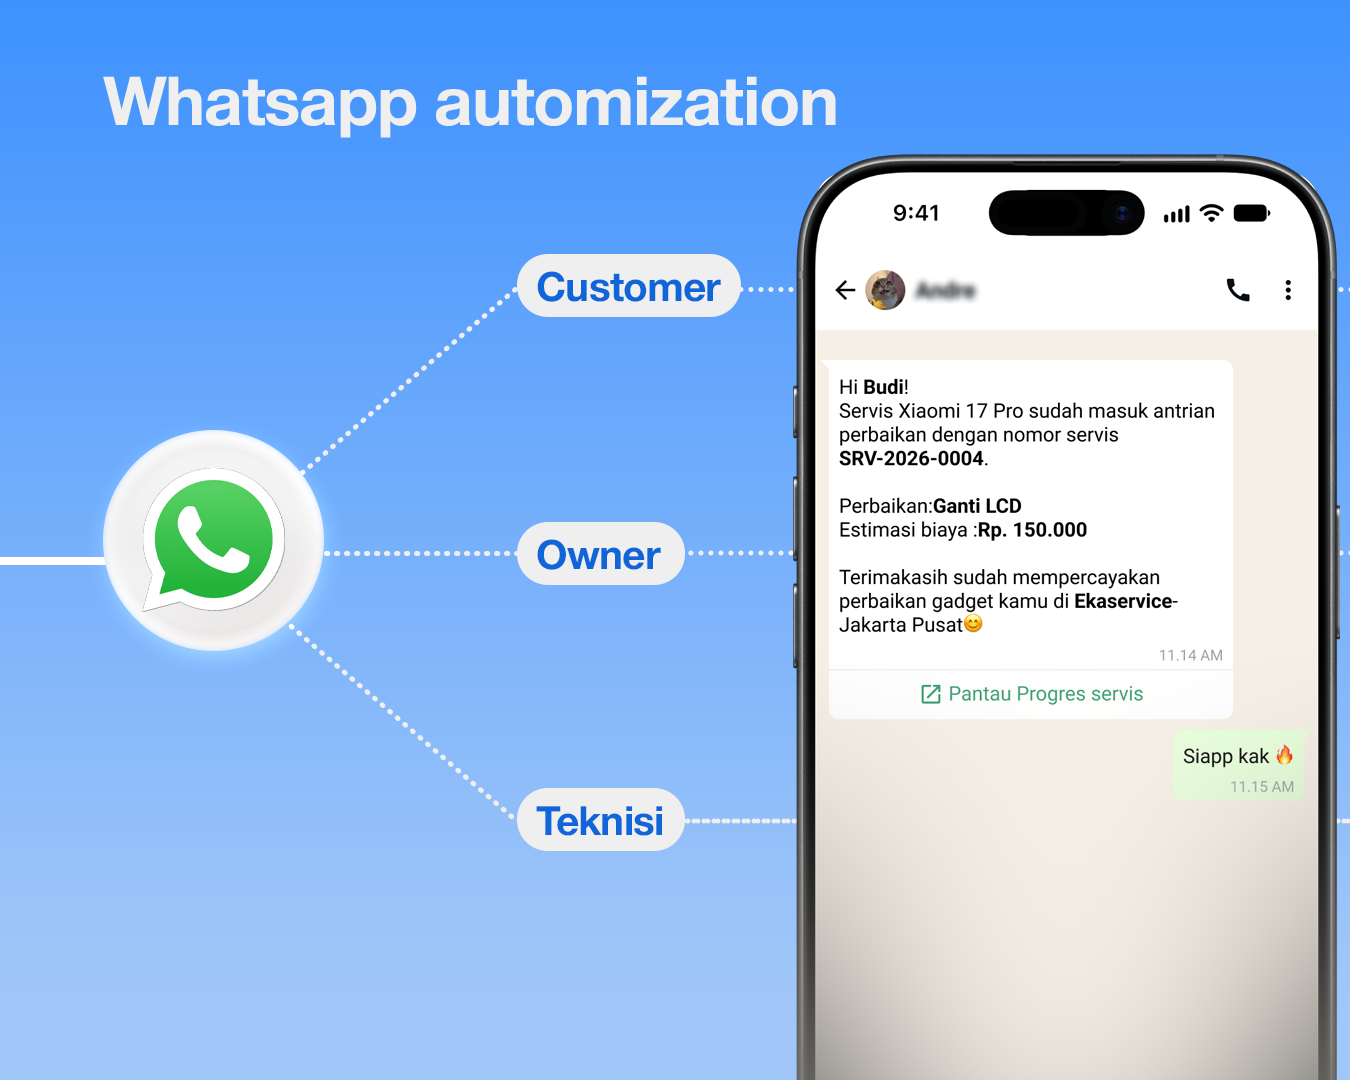 Whatsapp automization
Customer
Owner
Teknisi
9:41
Andre
Hi Budi!
Servis Xiaomi 17 Pro sudah masuk antrian
perbaikan dengan nomor servis
SRV-2026-0004.
Perbaikan:Ganti LCD
Estimasi biaya :Rp. 150.000
Terimakasih sudah mempercayakan
perbaikan gadget kamu di Ekaservice-
Jakarta Pusat😊
11.14 AM
Pantau Progres servis
Siapp kak 🔥
11.15 AM